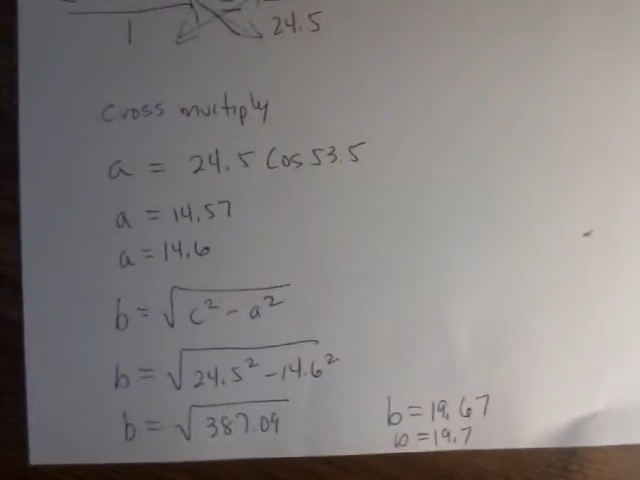 1
24.5
Cross multiply
a = 24.5 Cos 53.5
a = 14.57
a = 14.6
b = √c² - a²
b = √24.5² - 14.6²
b = √387.09
b = 19.67
b = 19.7